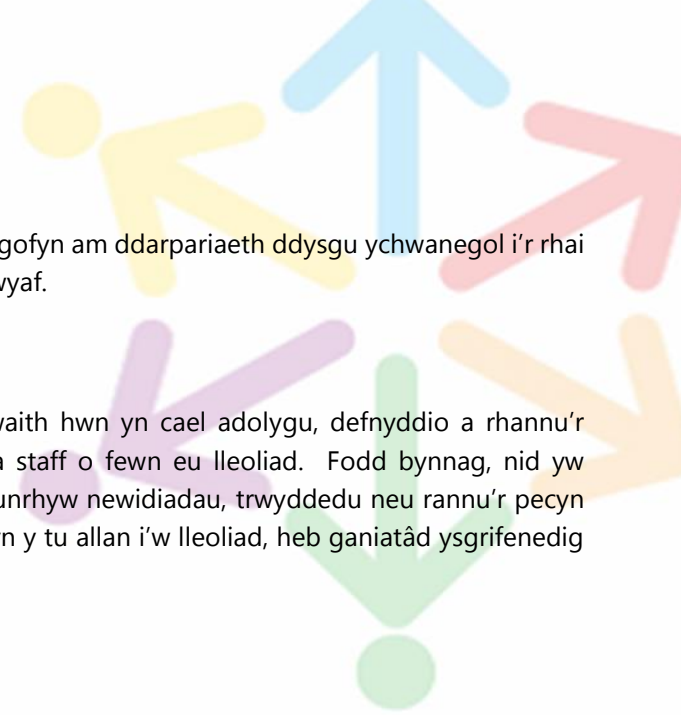 gofyn am ddarpariaeth ddysgu ychwanegol i'r rhai
wyaf.
waith hwn yn cael adolygu, defnyddio a rhannu'r
a staff o fewn eu lleoliad. Fodd bynnag, nid yw
unrhyw newidiadau, trwyddedu neu rannu'r pecyn
n y tu allan i'w lleoliad, heb ganiatâd ysgrifenedig